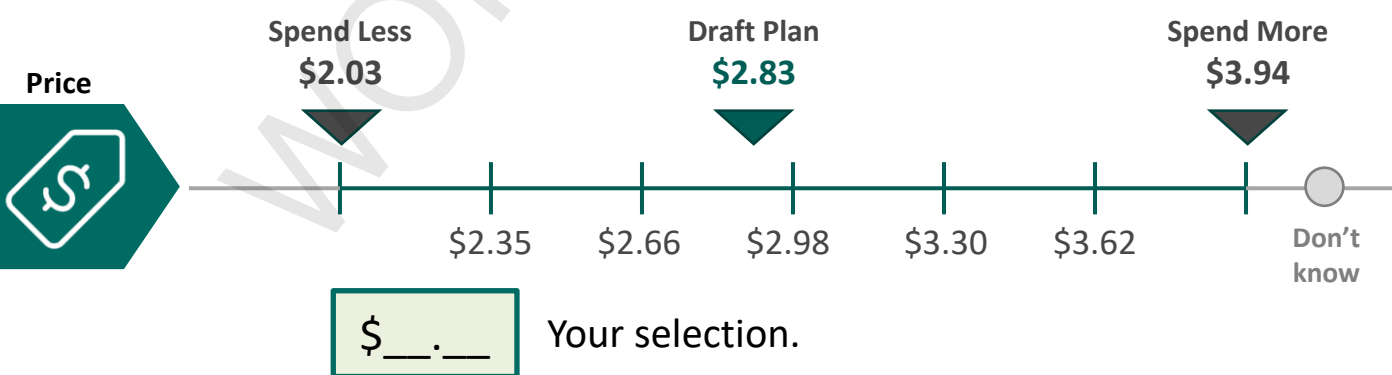 Spend Less
$2.03
Draft Plan
$2.83
Spend More
$3.94
Price
$
$2.35
$2.66
$2.98
$3.30
$3.62
Don’t
know
$__.__
Your selection.